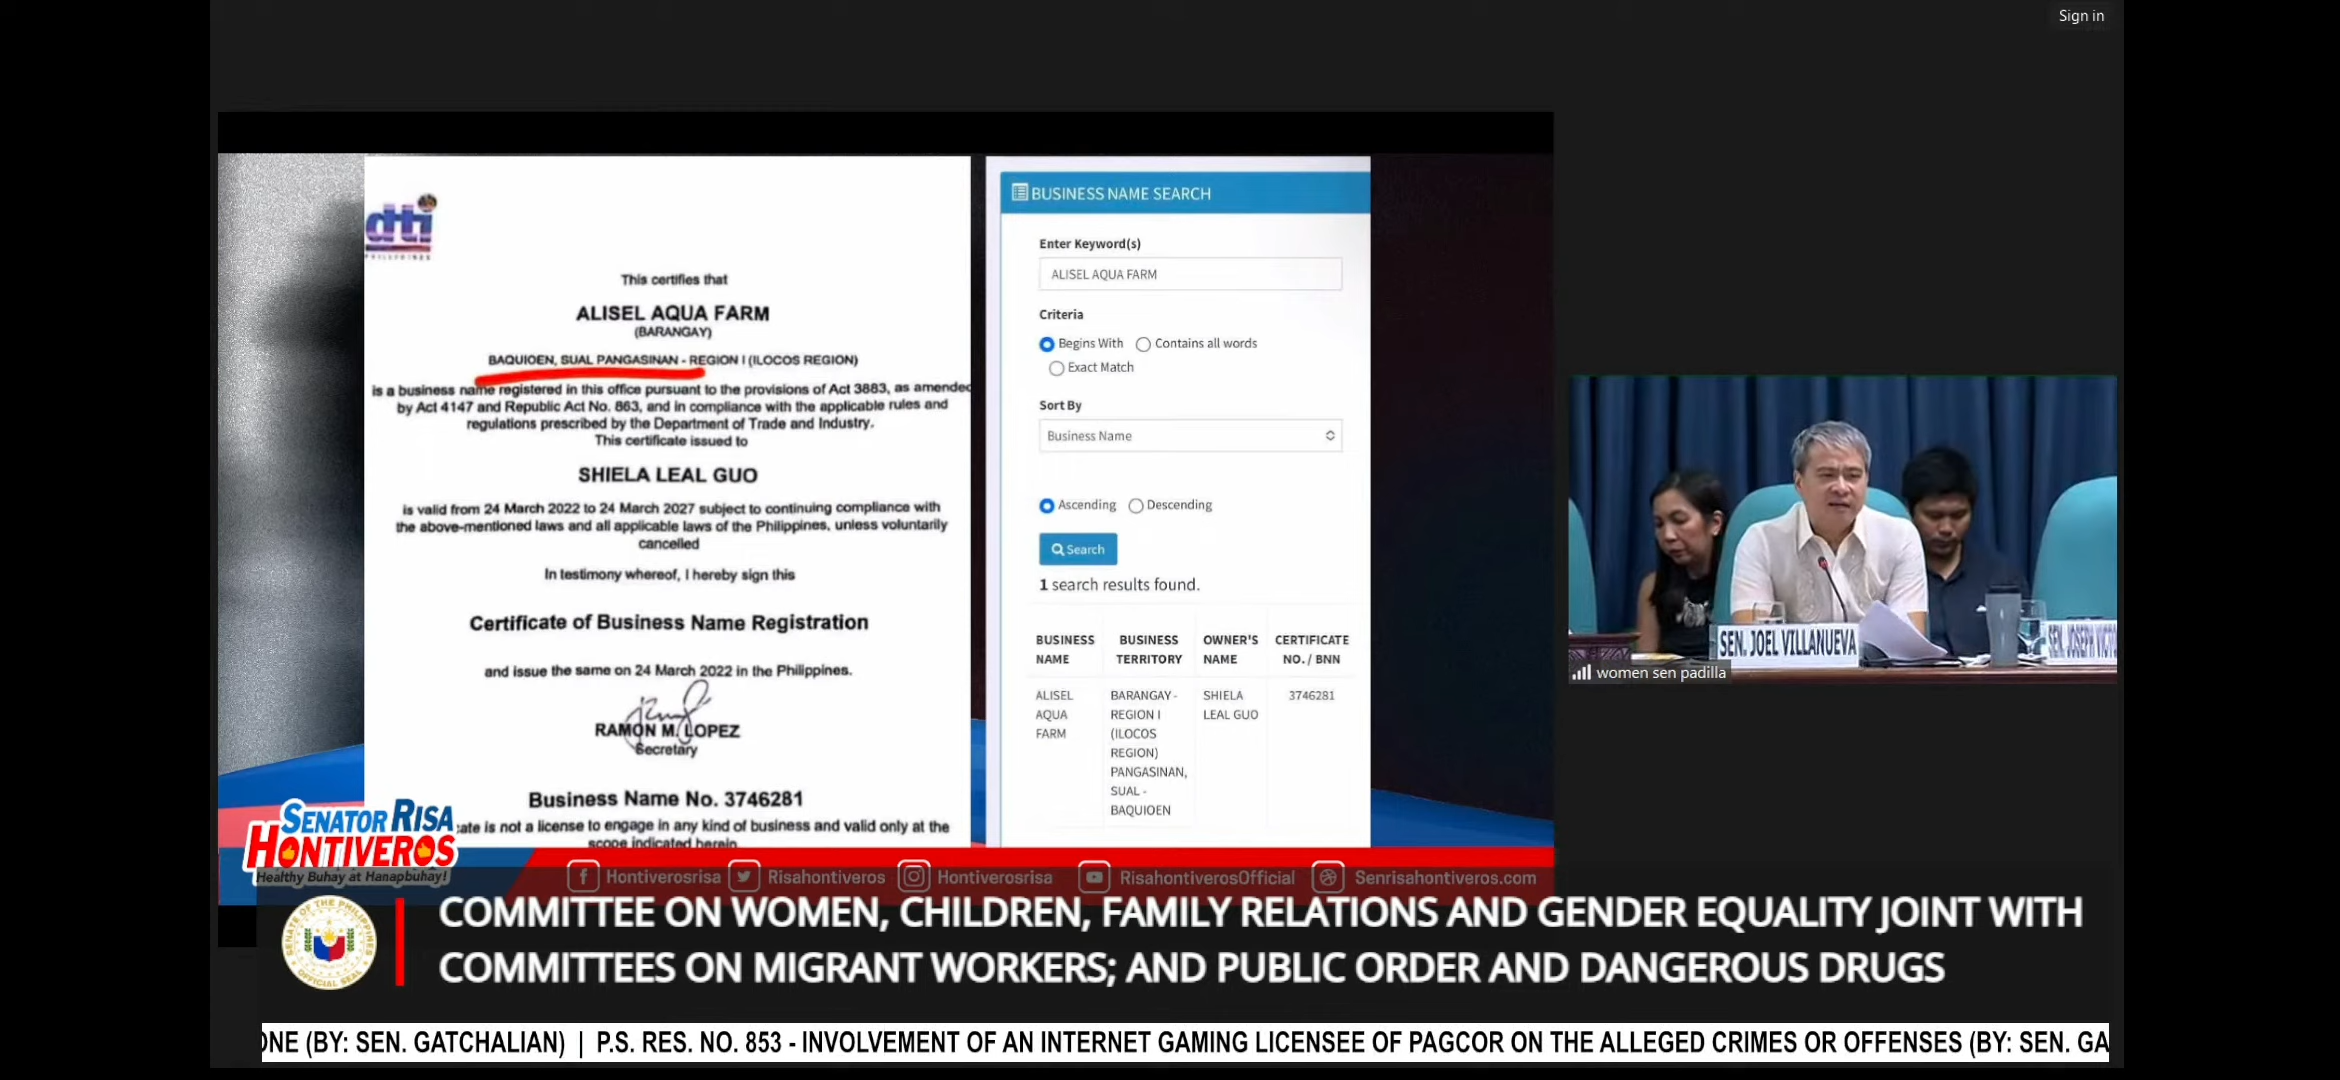 Sign in
dti
PHILIPPINES
This certifies that
ALISEL AQUA FARM
(BARANGAY)
BAQUIOEN, SUAL PANGASINAN - REGION I (ILOCOS REGION)
is a business name registered in this office pursuant to the provisions of Act 3883, as amended
by Act 4147 and Republic Act No. 863, and in compliance with the applicable rules and
regulations prescribed by the Department of Trade and Industry.
This certificate issued to
SHIELA LEAL GUO
is valid from 24 March 2022 to 24 March 2027 subject to continuing compliance with
the above-mentioned laws and all applicable laws of the Philippines, unless voluntarily
cancelled
In testimony whereof, I hereby sign this
Certificate of Business Name Registration
and issue the same on 24 March 2022 in the Philippines.
RAMON M. LOPEZ
Secretary
Business Name No. 3746281
cate is not a license to engage in any kind of business and valid only at the
scope indicated herein.
BUSINESS NAME SEARCH
Enter Keyword(s)
ALISEL AQUA FARM
Criteria
Begins With Contains all words
Exact Match
Sort By
Business Name
Ascending Descending
Search
1 search results found.
BUSINESS NAME BUSINESS TERRITORY OWNER'S NAME CERTIFICATE NO. / BNN
ALISEL AQUA FARM BARANGAY - REGION I (ILOCOS REGION) PANGASINAN, SUAL - BAQUIOEN SHIELA LEAL GUO 3746281
SEN. JOEL VILLANUEVA
SEN. JOSEPH VICTO
women sen padilla
SENATOR RISA
HONTIVEROS
Healthy Buhay at Hanapbuhay!
Hontiverosrisa Risahontiveros Hontiverosrisa RisahontiverosOfficial Senrisahontiveros.com
SENATE OF THE PHILIPPINES
OFFICIAL SEAL
COMMITTEE ON WOMEN, CHILDREN, FAMILY RELATIONS AND GENDER EQUALITY JOINT WITH
COMMITTEES ON MIGRANT WORKERS; AND PUBLIC ORDER AND DANGEROUS DRUGS
ONE (BY: SEN. GATCHALIAN) | P.S. RES. NO. 853 - INVOLVEMENT OF AN INTERNET GAMING LICENSEE OF PAGCOR ON THE ALLEGED CRIMES OR OFFENSES (BY: SEN. GA